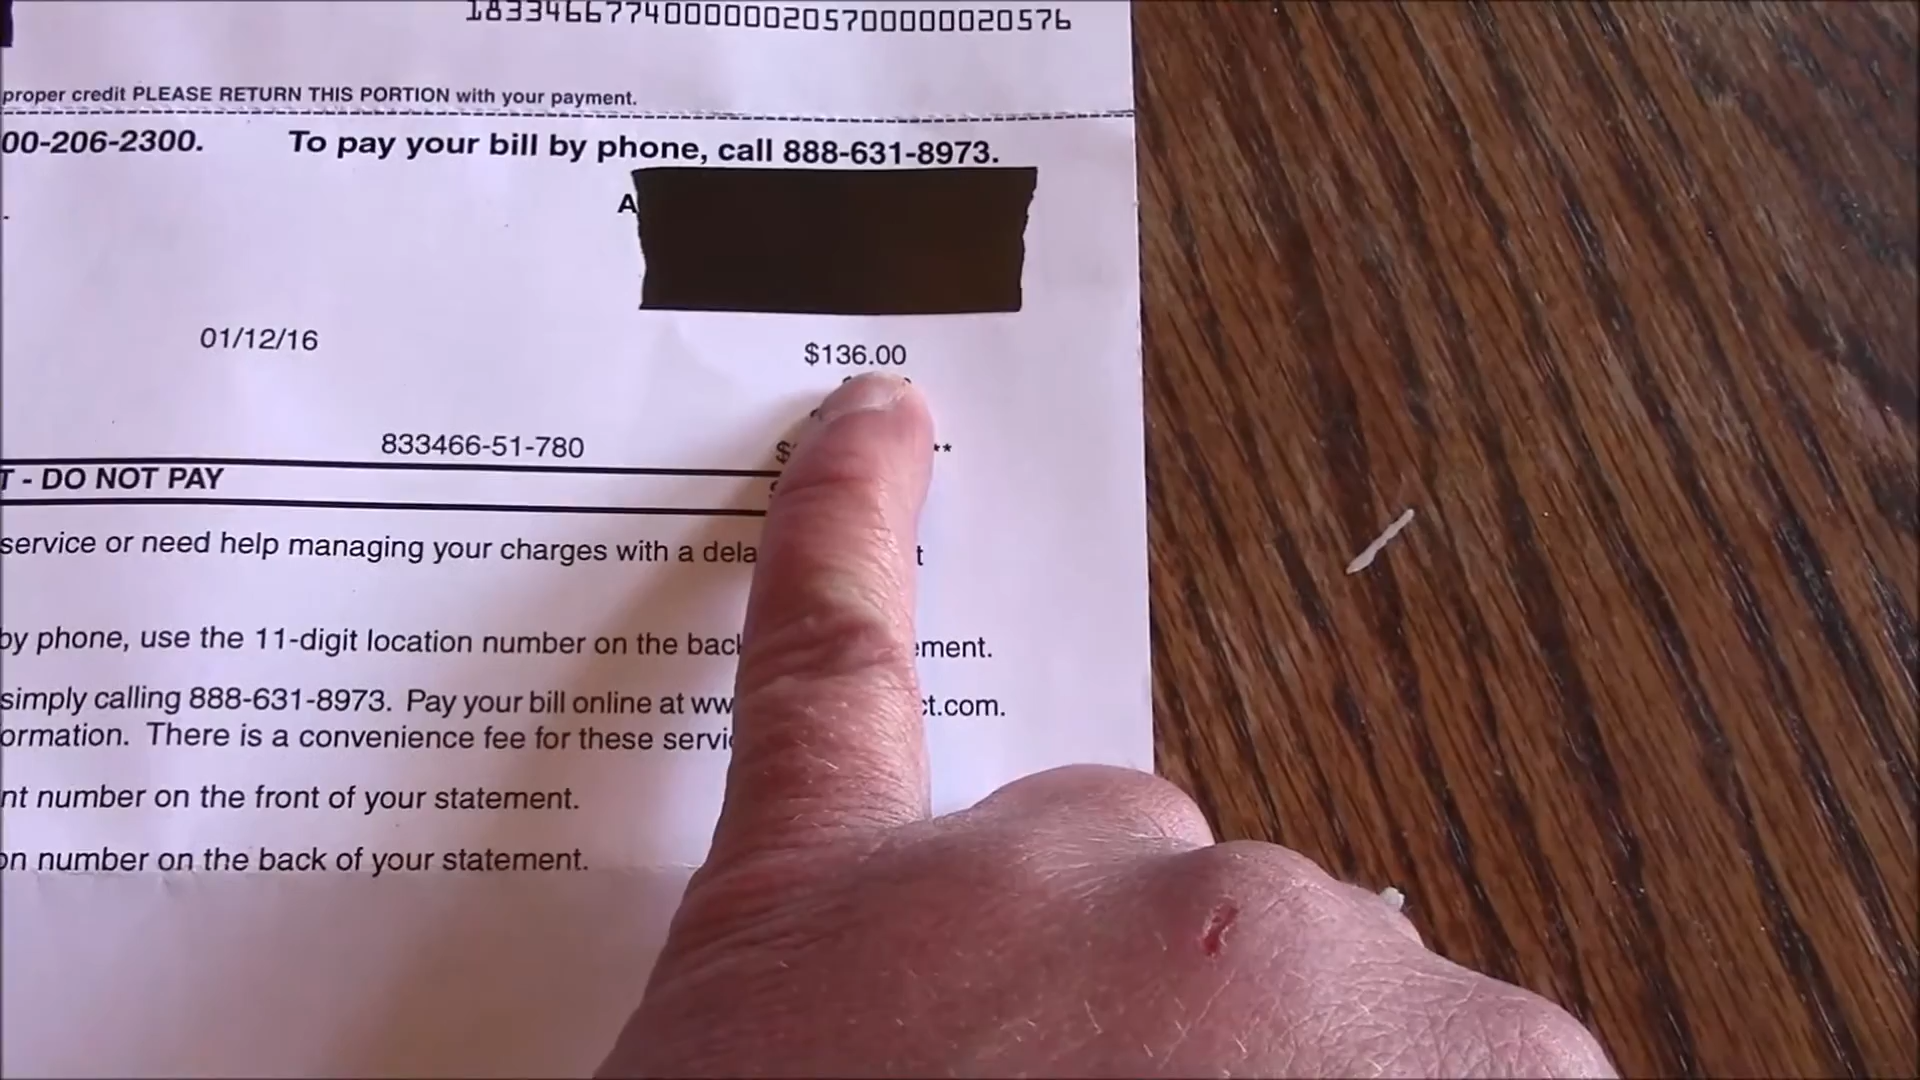 1833466774000000205700000020576
proper credit PLEASE RETURN THIS PORTION with your payment.
00-206-2300. To pay your bill by phone, call 888-631-8973.
A
01/12/16 $136.00
833466-51-780 **
T - DO NOT PAY
service or need help managing your charges with a dela t
by phone, use the 11-digit location number on the back ement.
simply calling 888-631-8973. Pay your bill online at ww ct.com.
ormation. There is a convenience fee for these servi
nt number on the front of your statement.
on number on the back of your statement.